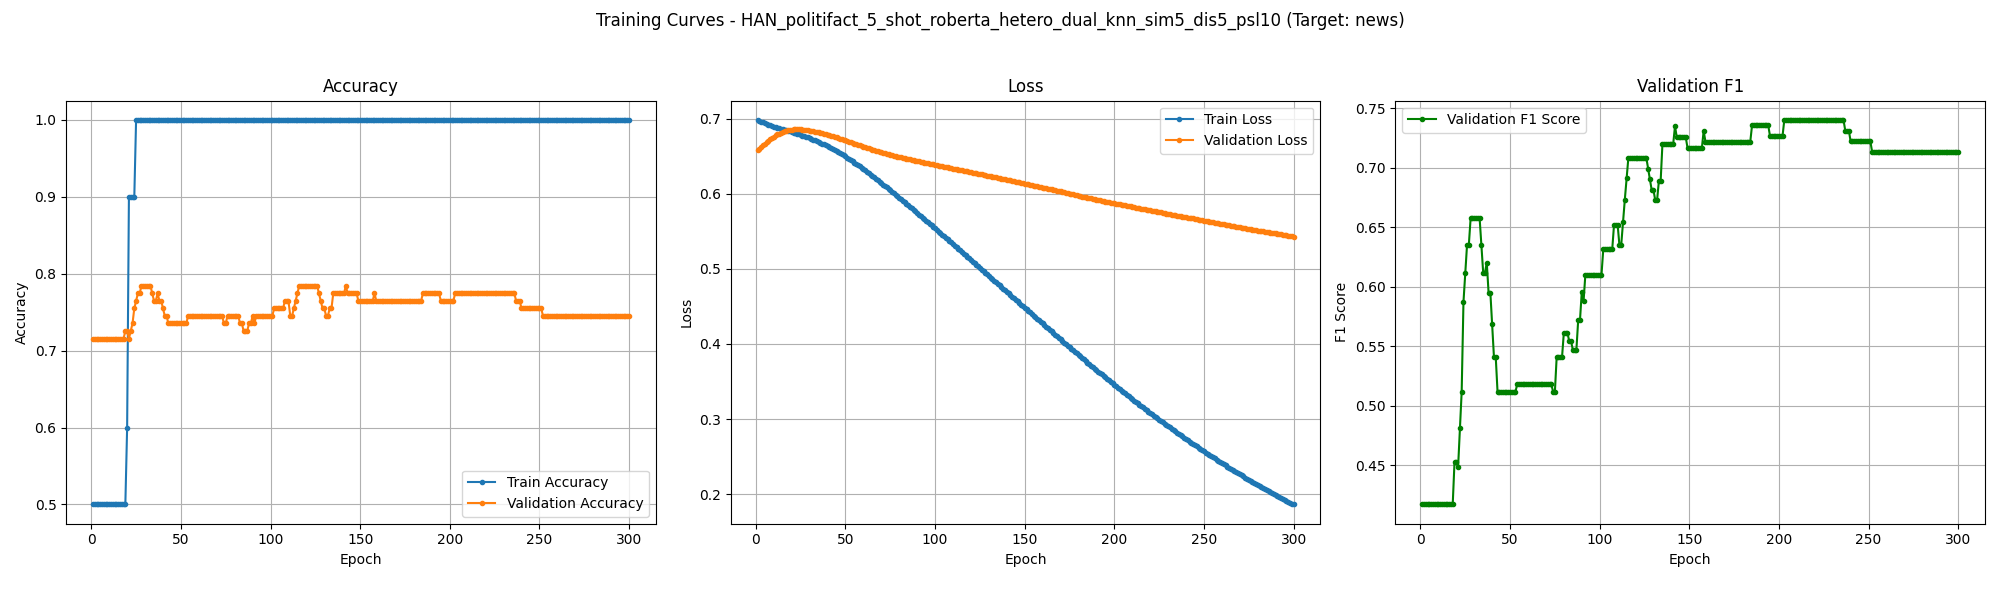 Training Curves - HAN_politifact_5_shot_roberta_hetero_dual_knn_sim5_dis5_psl10 (Target: news)
Accuracy
1.0
0.9
0.8
0.7
0.6
0.5
Accuracy
Train Accuracy
Validation Accuracy
0 50 100 150 200 250 300
Epoch
Loss
0.7
0.6
0.5
0.4
0.3
0.2
Loss
Train Loss
Validation Loss
0 50 100 150 200 250 300
Epoch
Validation F1
0.75
0.70
0.65
0.60
0.55
0.50
0.45
F1 Score
Validation F1 Score
0 50 100 150 200 250 300
Epoch